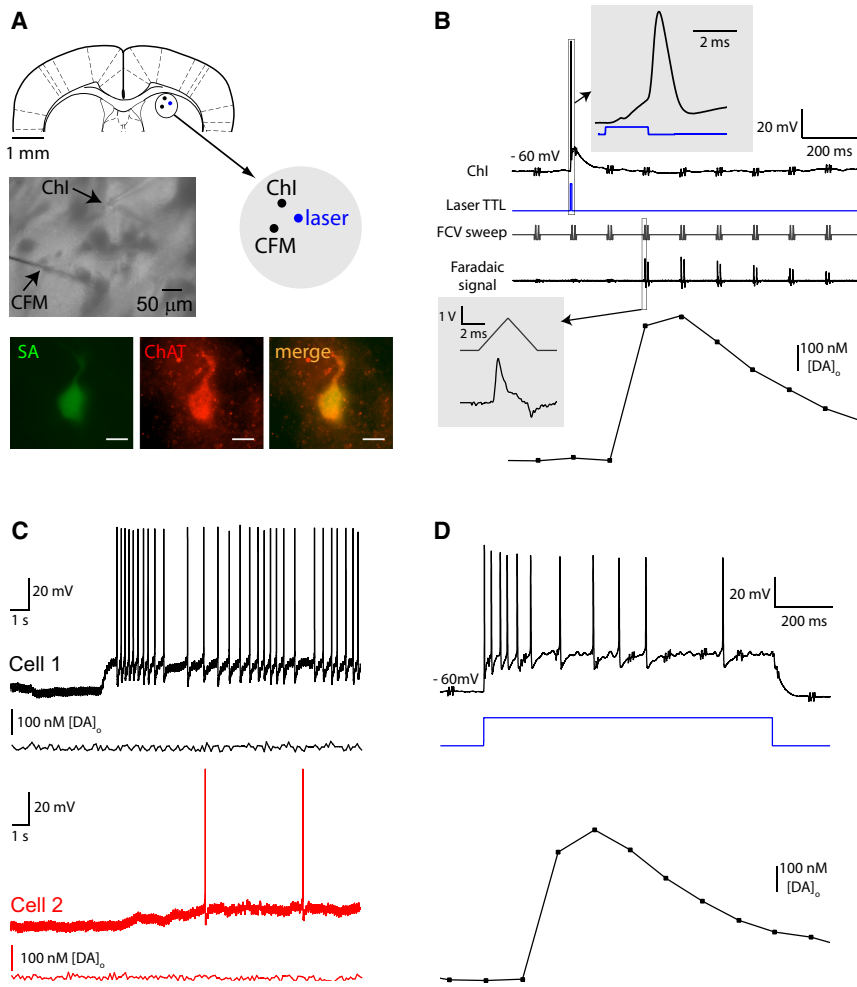 A
1 mm
ChI
CFM
50 μm
ChI
laser
CFM
SA
ChAT
merge
B
2 ms
20 mV
200 ms
- 60 mV
ChI
Laser TTL
FCV sweep
Faradaic
signal
1 V
2 ms
100 nM
[DA]o
C
20 mV
1 s
Cell 1
100 nM [DA]o
20 mV
1 s
Cell 2
100 nM [DA]o
D
20 mV
200 ms
- 60mV
100 nM
[DA]o